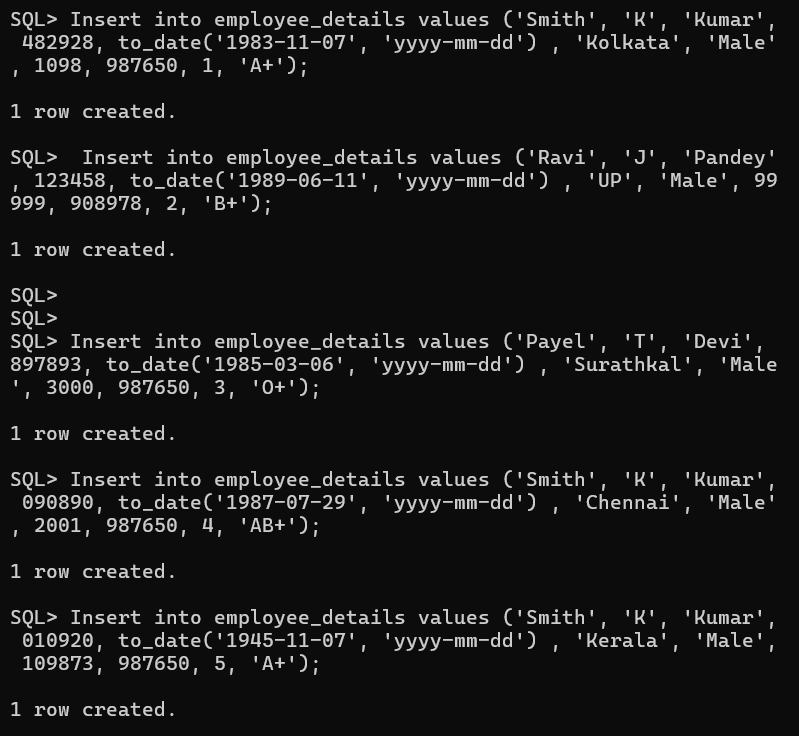 SQL> Insert into employee_details values ('Smith', 'K', 'Kumar',
 482928, to_date('1983-11-07', 'yyyy-mm-dd') , 'Kolkata', 'Male'
, 1098, 987650, 1, 'A+');
1 row created.
SQL>  Insert into employee_details values ('Ravi', 'J', 'Pandey'
, 123458, to_date('1989-06-11', 'yyyy-mm-dd') , 'UP', 'Male', 99
999, 908978, 2, 'B+');
1 row created.
SQL>
SQL>
SQL> Insert into employee_details values ('Payel', 'T', 'Devi',
897893, to_date('1985-03-06', 'yyyy-mm-dd') , 'Surathkal', 'Male
', 3000, 987650, 3, 'O+');
1 row created.
SQL> Insert into employee_details values ('Smith', 'K', 'Kumar',
 090890, to_date('1987-07-29', 'yyyy-mm-dd') , 'Chennai', 'Male'
, 2001, 987650, 4, 'AB+');
1 row created.
SQL> Insert into employee_details values ('Smith', 'K', 'Kumar',
 010920, to_date('1945-11-07', 'yyyy-mm-dd') , 'Kerala', 'Male',
 109873, 987650, 5, 'A+');
1 row created.